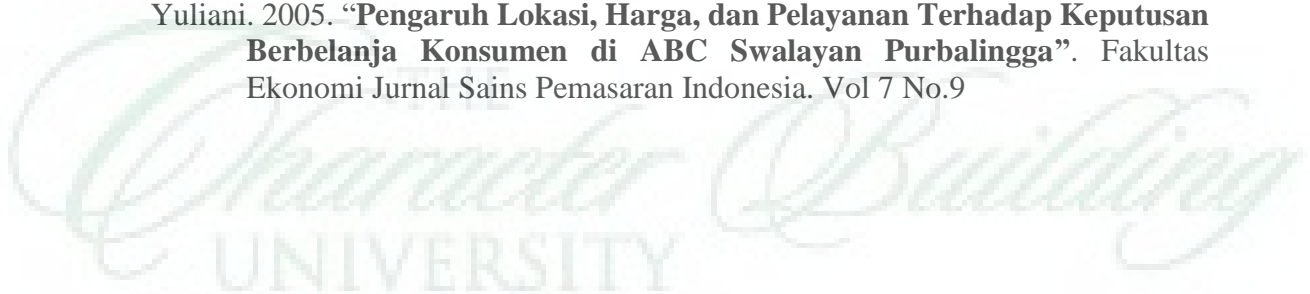 Yuliani. 2005. “Pengaruh Lokasi, Harga, dan Pelayanan Terhadap Keputusan
Berbelanja Konsumen di ABC Swalayan Purbalingga”. Fakultas
Ekonomi Jurnal Sains Pemasaran Indonesia. Vol 7 No.9
THE
Character Building
UNIVERSITY